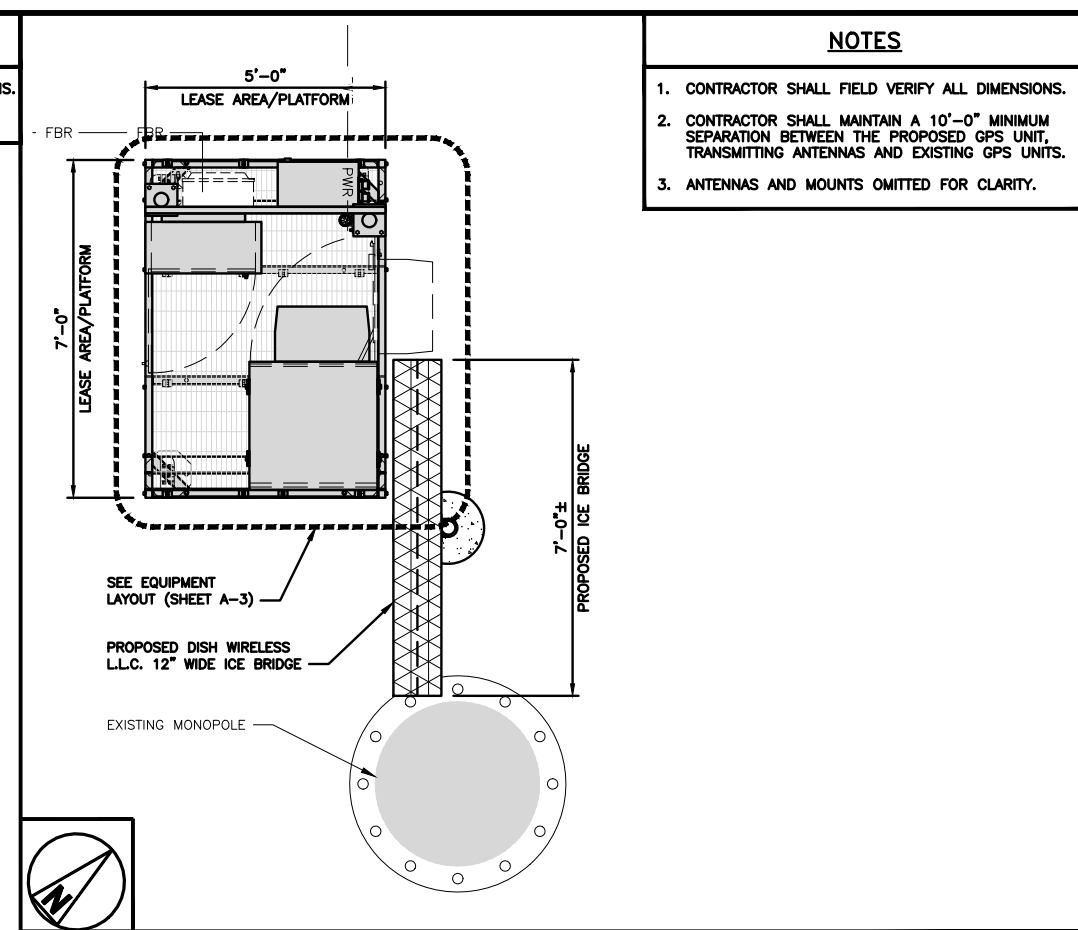 NS.
5'-0"
LEASE AREA/PLATFORM
FBR
FBR
PWR
7'-0"
LEASE AREA/PLATFORM
7'-0"±
PROPOSED ICE BRIDGE
SEE EQUIPMENT
LAYOUT (SHEET A-3)
PROPOSED DISH WIRELESS
L.L.C. 12" WIDE ICE BRIDGE
EXISTING MONOPOLE
N
NOTES
1. CONTRACTOR SHALL FIELD VERIFY ALL DIMENSIONS.
2. CONTRACTOR SHALL MAINTAIN A 10'-0" MINIMUM
SEPARATION BETWEEN THE PROPOSED GPS UNIT,
TRANSMITTING ANTENNAS AND EXISTING GPS UNITS.
3. ANTENNAS AND MOUNTS OMITTED FOR CLARITY.